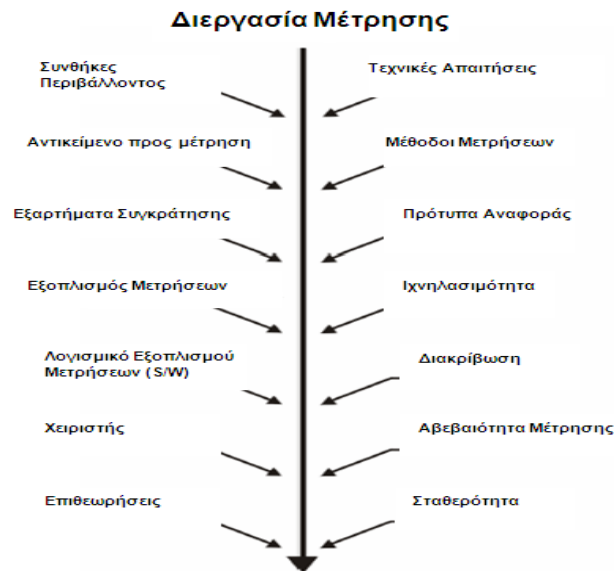 Διεργασία Μέτρησης
Συνθήκες
Περιβάλλοντος
Τεχνικές Απαιτήσεις
Αντικείμενο προς μέτρηση
Μέθοδοι Μετρήσεων
Εξαρτήματα Συγκράτησης
Πρότυπα Αναφοράς
Εξοπλισμός Μετρήσεων
Ιχνηλασιμότητα
Λογισμικό Εξοπλισμού
Μετρήσεων ( S/W)
Διακρίβωση
Χειριστής
Αβεβαιότητα Μέτρησης
Επιθεωρήσεις
Σταθερότητα